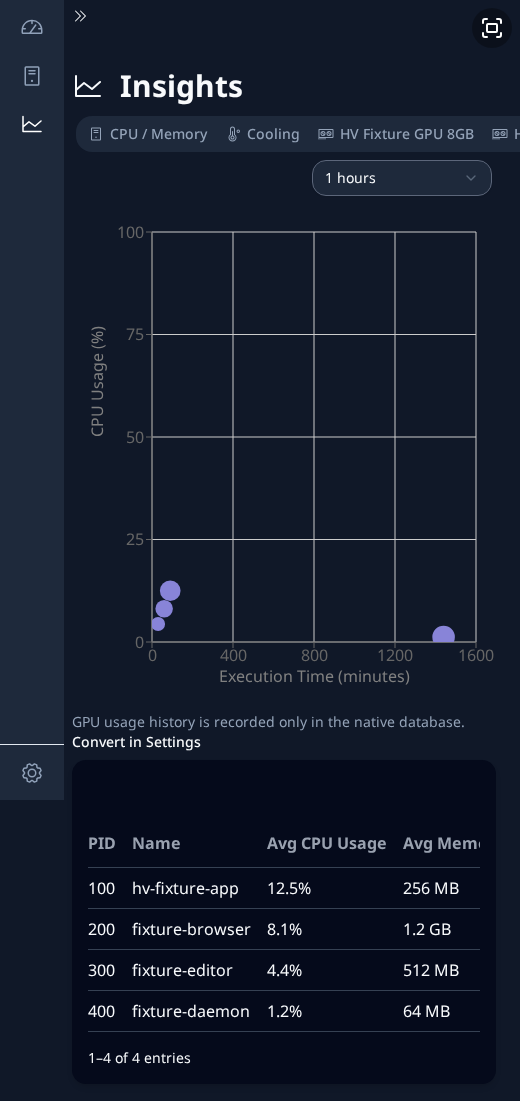 Insights
CPU / Memory Cooling HV Fixture GPU 8GB H
1 hours
100
75
50
25
0
CPU Usage (%)
0 400 800 1200 1600
Execution Time (minutes)
GPU usage history is recorded only in the native database.
Convert in Settings
PID Name Avg CPU Usage Avg Mem
100 hv-fixture-app 12.5% 256 MB
200 fixture-browser 8.1% 1.2 GB
300 fixture-editor 4.4% 512 MB
400 fixture-daemon 1.2% 64 MB
1–4 of 4 entries